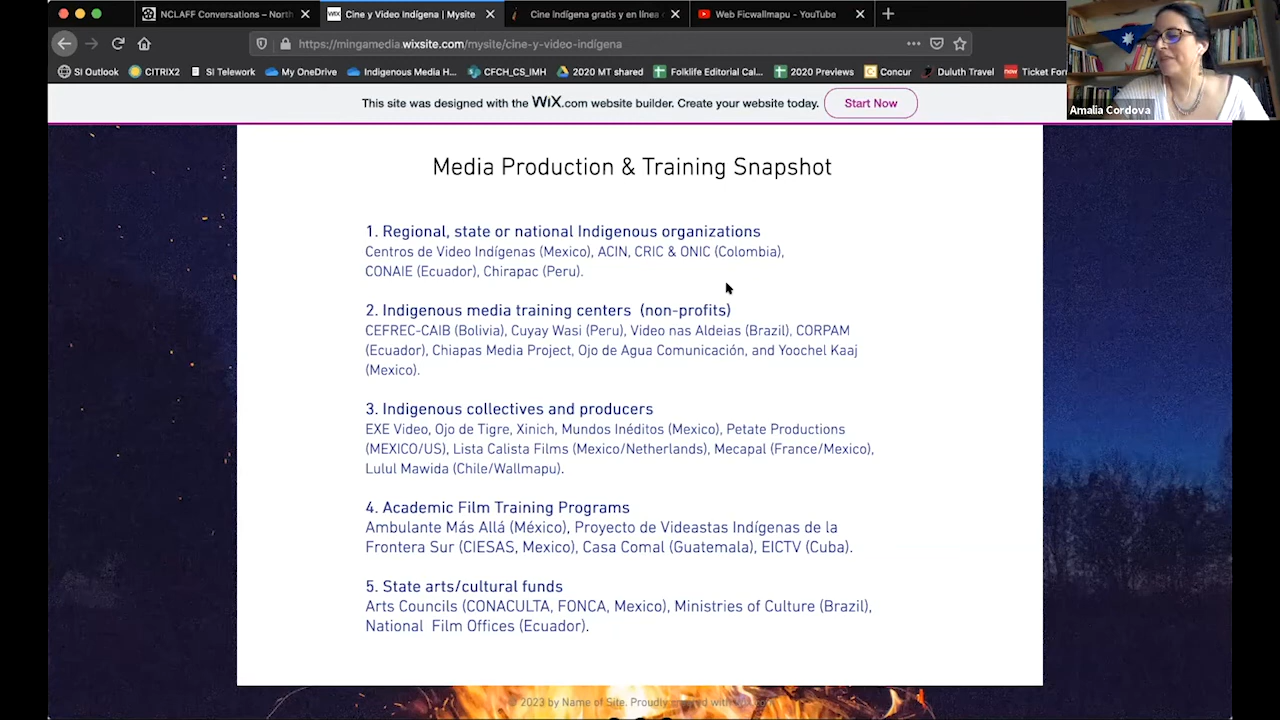 NCLAFF Conversations – North
Cine y Video Indígena | Mysite
Cine indígena gratis y en línea
Web Ficwallmapu - YouTube
https://mingamedia.wixsite.com/mysite/cine-y-video-indígena
SI Outlook
CITRIX2
SI Telework
My OneDrive
Indigenous Media H...
CFCH_CS_IMH
2020 MT shared
Folklife Editorial Cal...
2020 Previews
Concur
Duluth Travel
Ticket For
Amalia Cordova
This site was designed with the WiX.com website builder. Create your website today.
Start Now
Media Production & Training Snapshot
1. Regional, state or national Indigenous organizations
Centros de Video Indígenas (Mexico), ACIN, CRIC & ONIC (Colombia),
CONAIE (Ecuador), Chirapac (Peru).
2. Indigenous media training centers (non-profits)
CEFREC-CAIB (Bolivia), Cuyay Wasi (Peru), Video nas Aldeias (Brazil), CORPAM
(Ecuador), Chiapas Media Project, Ojo de Agua Comunicación, and Yoochel Kaaj
(Mexico).
3. Indigenous collectives and producers
EXE Video, Ojo de Tigre, Xinich, Mundos Inéditos (Mexico), Petate Productions
(MEXICO/US), Lista Calista Films (Mexico/Netherlands), Mecapal (France/Mexico),
Lulul Mawida (Chile/Wallmapu).
4. Academic Film Training Programs
Ambulante Más Allá (México), Proyecto de Videastas Indígenas de la
Frontera Sur (CIESAS, Mexico), Casa Comal (Guatemala), EICTV (Cuba).
5. State arts/cultural funds
Arts Councils (CONACULTA, FONCA, Mexico), Ministries of Culture (Brazil),
National Film Offices (Ecuador).
© 2023 by Name of Site. Proudly created with